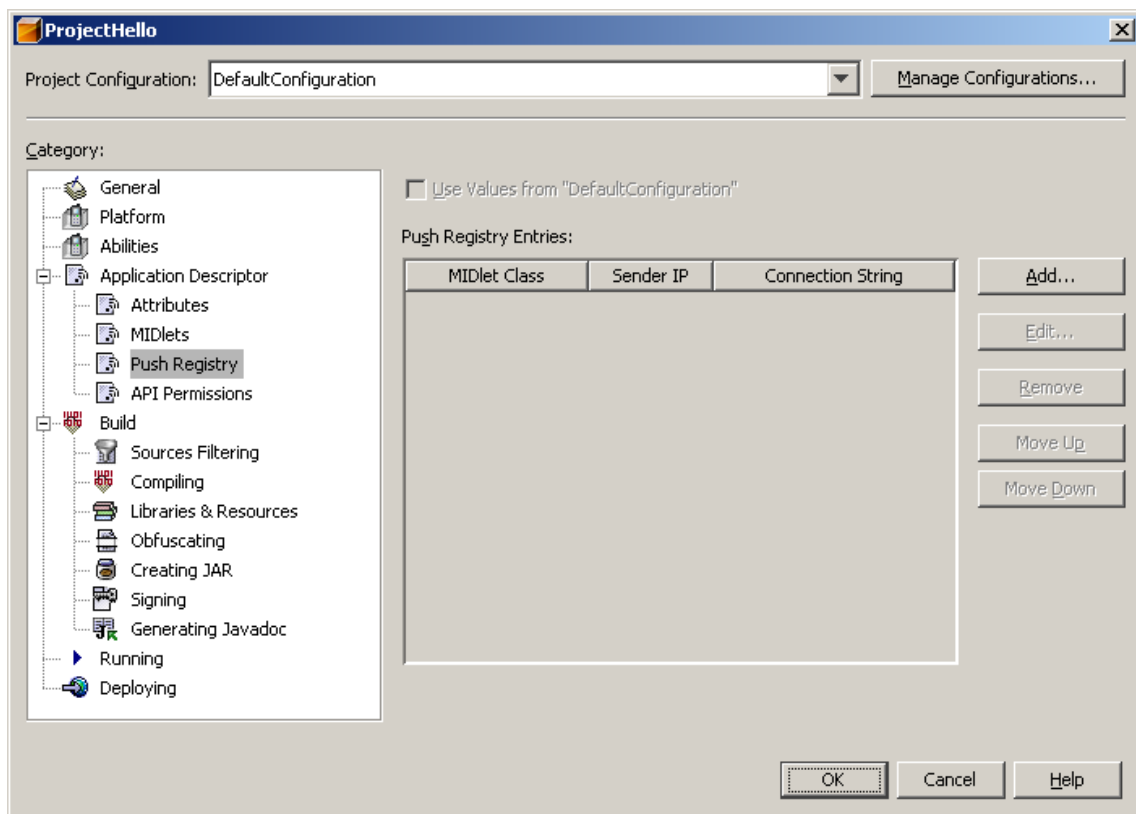 ProjectHello
Project Configuration: DefaultConfiguration Manage Configurations...
Category:
General
Platform
Abilities
Application Descriptor
Attributes
MIDlets
Push Registry
API Permissions
Build
Sources Filtering
Compiling
Libraries & Resources
Obfuscating
Creating JAR
Signing
Generating Javadoc
Running
Deploying
Use Values from "DefaultConfiguration"
Push Registry Entries:
MIDlet Class Sender IP Connection String
Add...
Edit...
Remove
Move Up
Move Down
OK Cancel Help